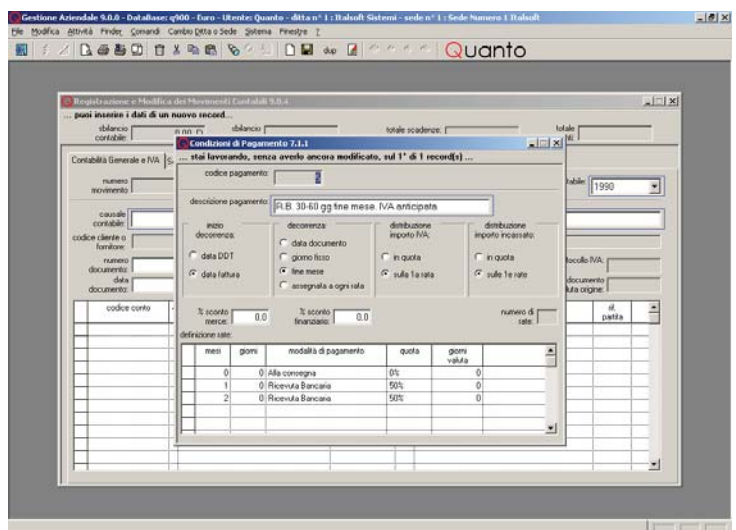 Gestione Aziendale 9.0.0 - DataBase: q900 - Euro - Utente: Quanto - ditta n° 1 : Italsoft Sistemi - sede n° 1 : Sede Numero 1 Italsoft
File Modifica Attività Finder Comandi Cambio Ditta o Sede Sistema Finestre ?
dup Quanto
Registrazione e Modifica dei Movimenti Contabili 9.0.4
... puoi inserire i dati di un nuovo record...
sbilancio contabile: 0.00 D sbilancio totale scadenze: totale
Contabilità Generale e IVA
numero movimento
1990
causale contabile:
codice cliente o fornitore:
numero documento:
data documento:
codice conto
rif. partita
Condizioni di Pagamento 7.1.1
... stai lavorando, senza averlo ancora modificato, sul 1° di 1 record(s) ...
codice pagamento:
descrizione pagamento: R.B. 30-60 gg fine mese. IVA anticipata
inizio decorrenza:
data DDT
data fattura
decorrenza:
data documento
giorno fisso
fine mese
assegnata a ogni rata
distribuzione importo IVA:
in quota
sulla 1a rata
distribuzione importo incassato:
in quota
sulle 1e rate
% sconto merce: 0.0 % sconto finanziario: 0.0 numero di rate:
definizione rate:
mesi giorni modalità di pagamento quota giorni valuta
0 0 Alla consegna 0% 0
1 0 Ricevuta Bancaria 50% 0
2 0 Ricevuta Bancaria 50% 0